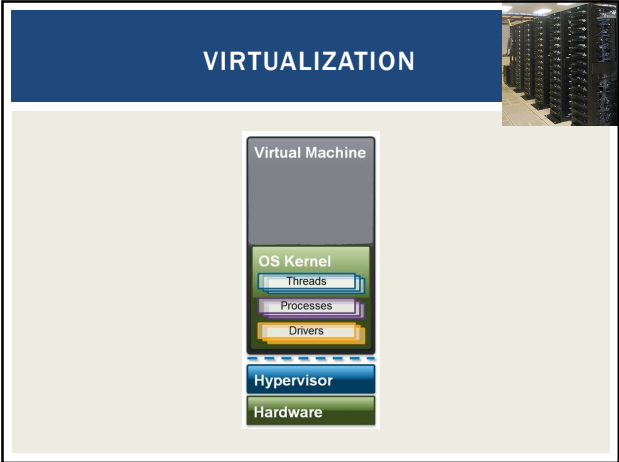 VIRTUALIZATION
Virtual Machine
OS Kernel
Threads
Processes
Drivers
Hypervisor
Hardware